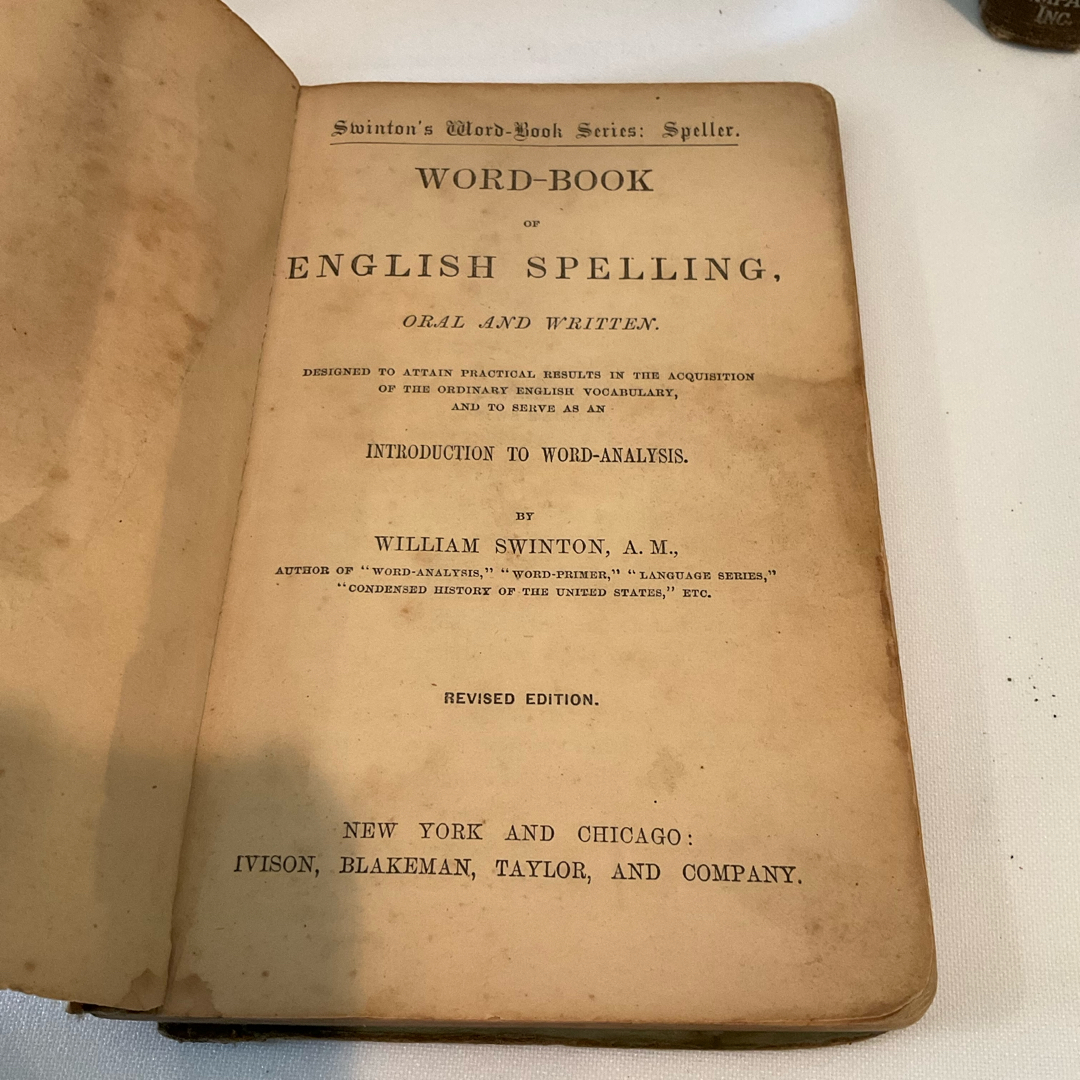 Swinton's Word-Book Series: Speller.
WORD-BOOK
OF
ENGLISH SPELLING,
ORAL AND WRITTEN.
DESIGNED TO ATTAIN PRACTICAL RESULTS IN THE ACQUISITION
OF THE ORDINARY ENGLISH VOCABULARY,
AND TO SERVE AS AN
INTRODUCTION TO WORD-ANALYSIS.
BY
WILLIAM SWINTON, A. M.,
AUTHOR OF "WORD-ANALYSIS," "WORD-PRIMER," "LANGUAGE SERIES,"
"CONDENSED HISTORY OF THE UNITED STATES," ETC.
REVISED EDITION.
NEW YORK AND CHICAGO:
IVISON, BLAKEMAN, TAYLOR, AND COMPANY.
INC.